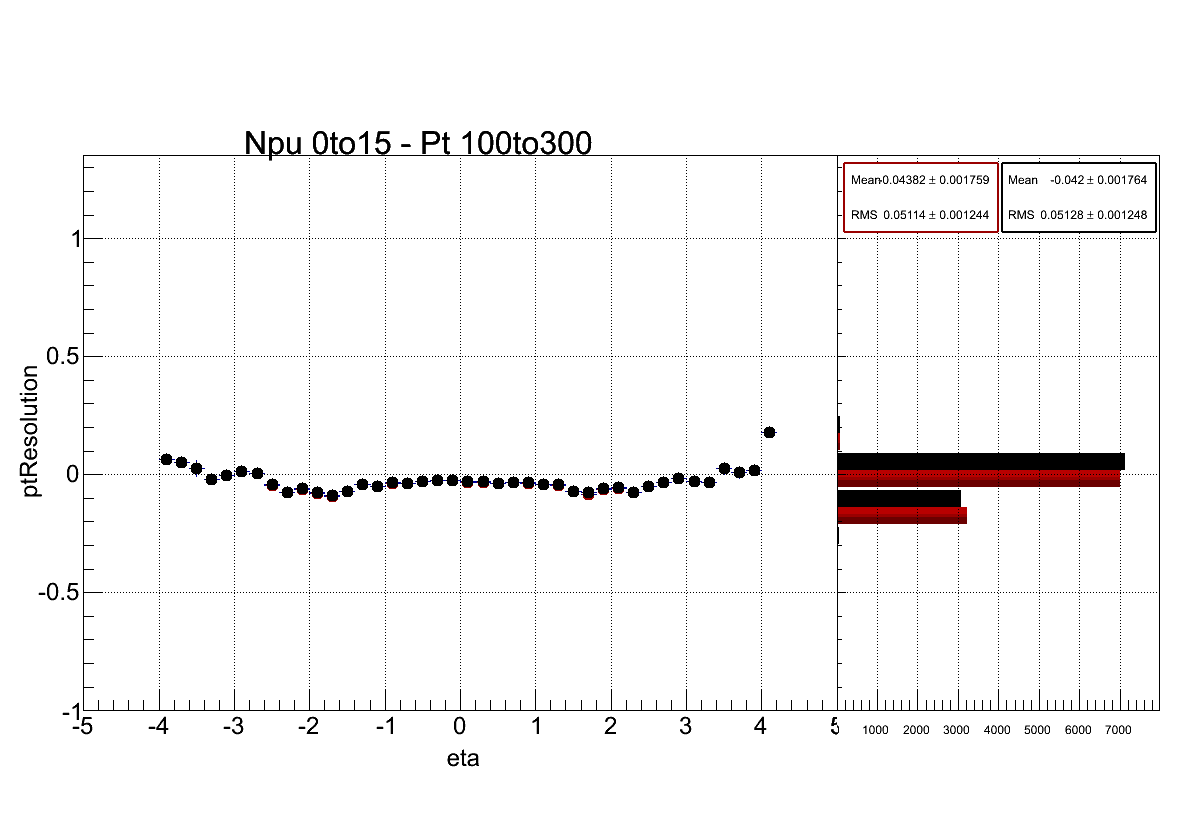 Npu 0to15 - Pt 100to300
Mean -0.04382 ± 0.001759
RMS 0.05114 ± 0.001244
Mean -0.042 ± 0.001764
RMS 0.05128 ± 0.001248
ptResolution
1
0.5
0
-0.5
-1
-5 -4 -3 -2 -1 0 1 2 3 4 5
1000 2000 3000 4000 5000 6000 7000
eta